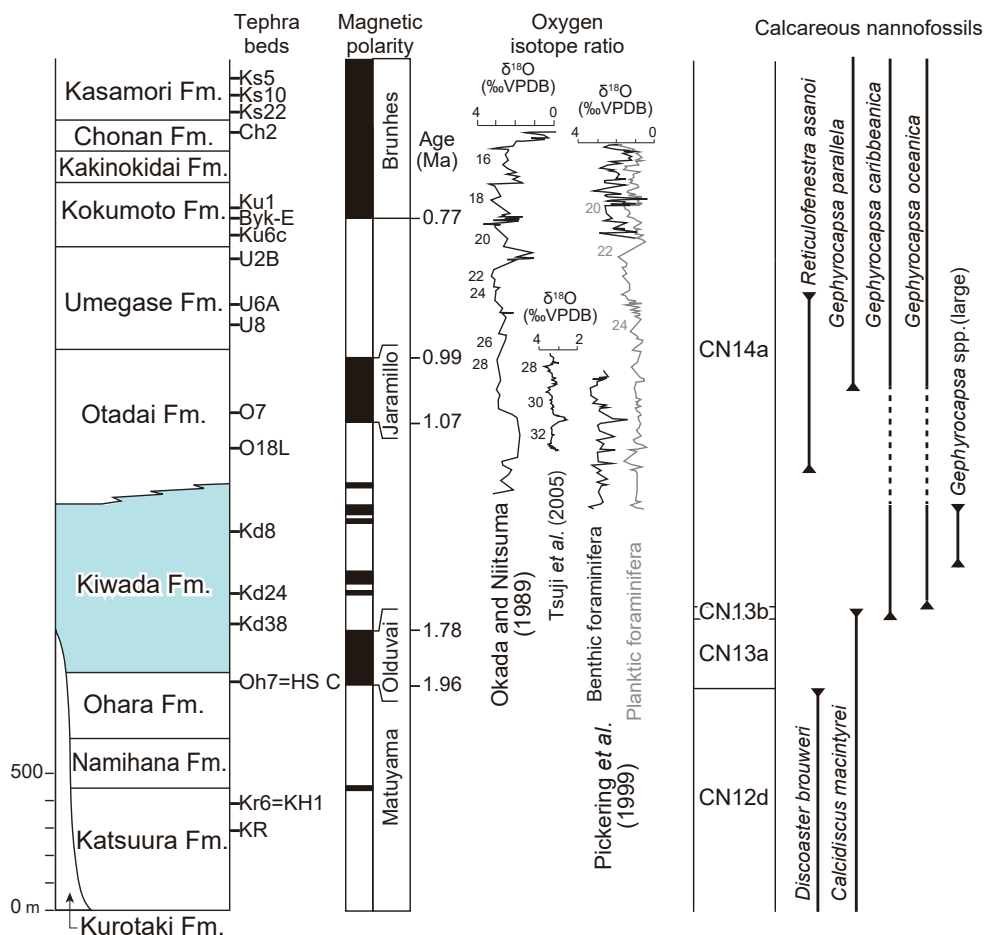 Tephra
beds
Magnetic
polarity
Oxygen
isotope ratio
Calcareous nannofossils
Kasamori Fm.
Chonan Fm.
Kakinokidai Fm.
Kokumoto Fm.
Umegase Fm.
Otadai Fm.
Kiwada Fm.
Ohara Fm.
Namihana Fm.
Katsuura Fm.
Kurotaki Fm.
500
0 m
Ks5
Ks10
Ks22
Ch2
Ku1
Byk-E
Ku6c
U2B
U6A
U8
O7
O18L
Kd8
Kd24
Kd38
Oh7=HS C
Kr6=KH1
KR
Brunhes
Jaramillo
Olduvai
Matuyama
Age
(Ma)
0.77
0.99
1.07
1.78
1.96
δ18O
(‰VPDB)
4 0
16
18
20
22
24
26
28
Okada and Niitsuma
(1989)
δ18O
(‰VPDB)
4 2
28
30
32
Tsuji et al. (2005)
δ18O
(‰VPDB)
4 0
20
22
24
Benthic foraminifera
Planktic foraminifera
Pickering et al.
(1999)
CN14a
CN13b
CN13a
CN12d
Reticulofenestra asanoi
Gephyrocapsa parallela
Gephyrocapsa caribbeanica
Gephyrocapsa oceanica
Gephyrocapsa spp.(large)
Discoaster brouweri
Calcidiscus macintyrei